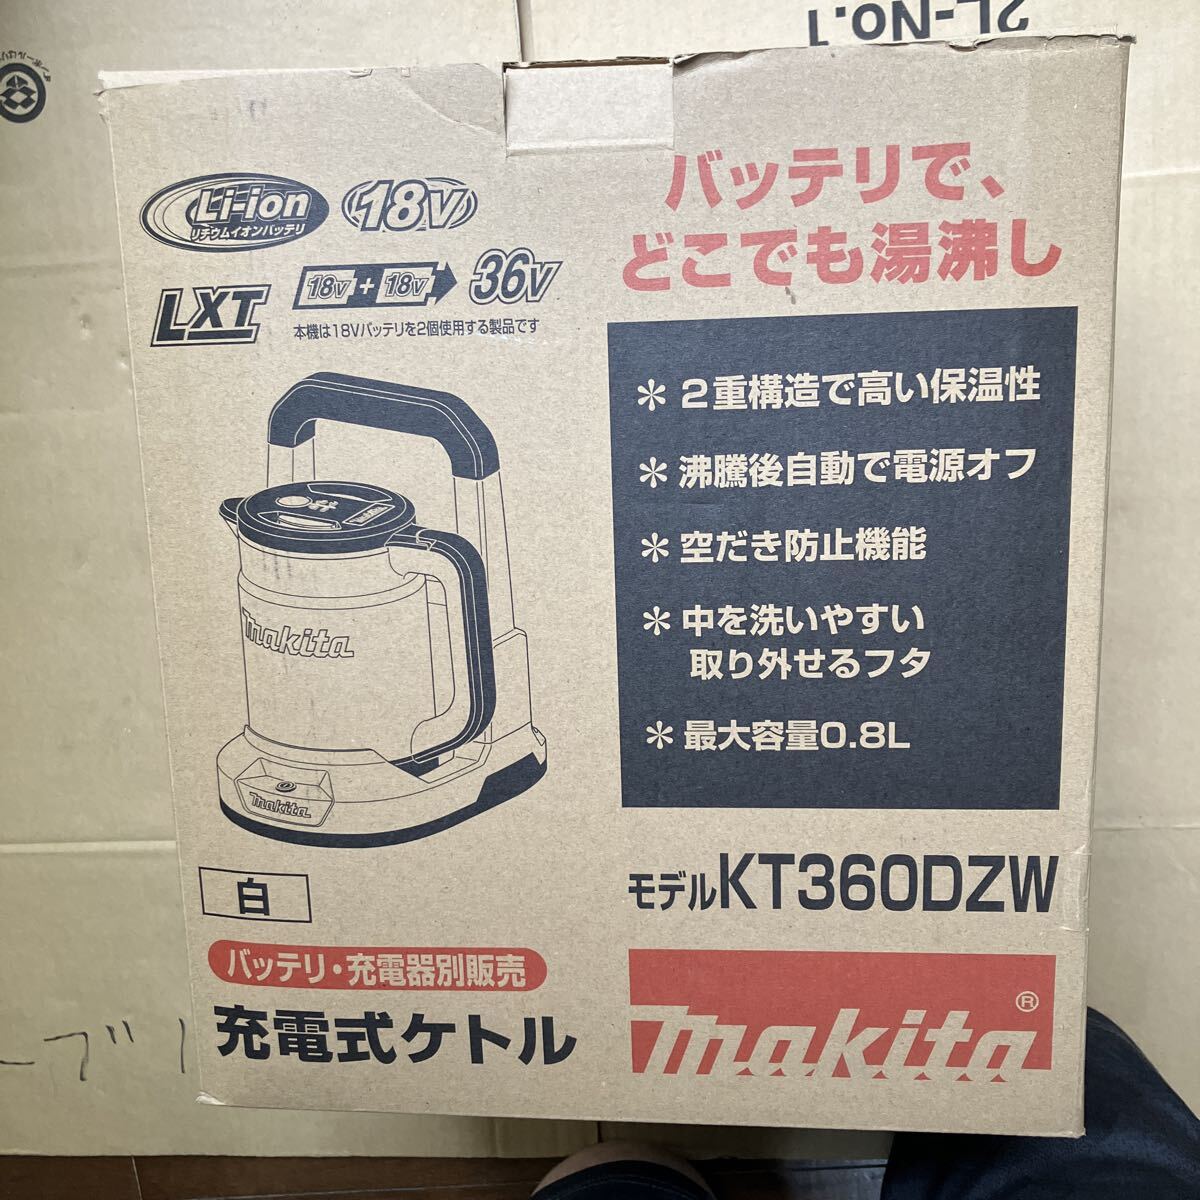 2L-No.1
Li-ion
リチウムイオンバッテリ
18V
LXT
18V + 18V 36V
本機は18Vバッテリを2個使用する製品です
バッテリで、
どこでも湯沸し
＊ 2重構造で高い保温性
＊ 沸騰後自動で電源オフ
＊ 空だき防止機能
＊ 中を洗いやすい
取り外せるフタ
＊ 最大容量0.8L
makita
makita
白
モデルKT360DZW
バッテリ・充電器別販売
充電式ケトル
makita®